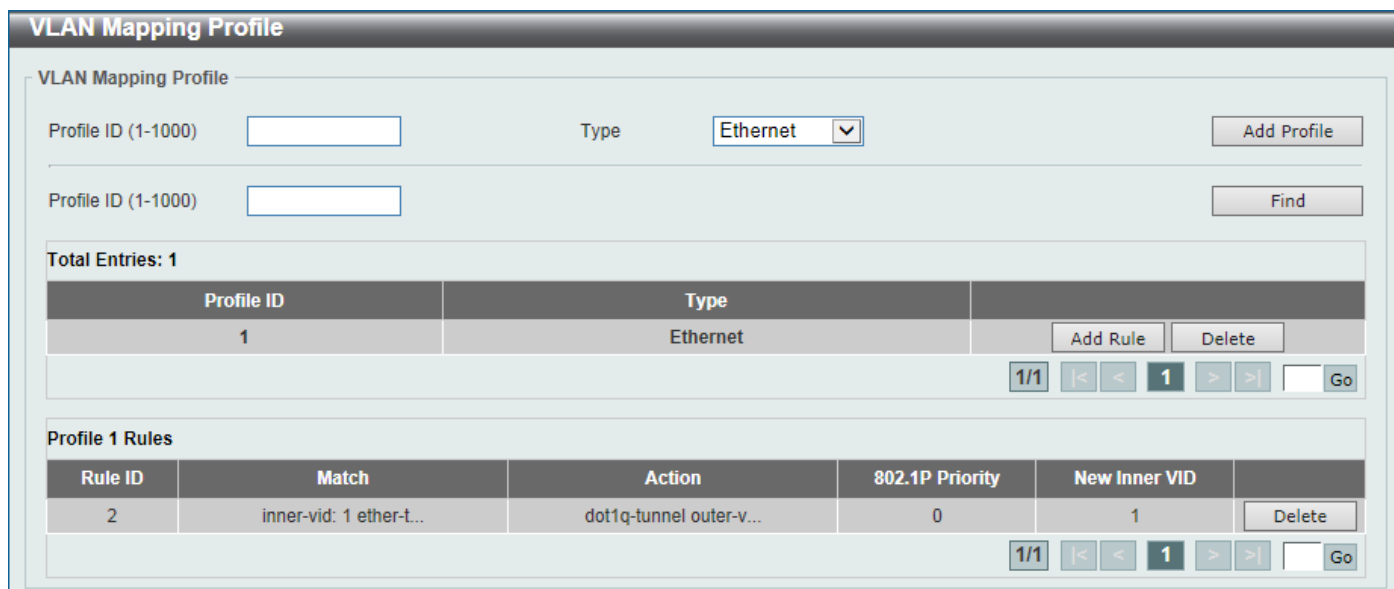 VLAN Mapping Profile
VLAN Mapping Profile
Profile ID (1-1000) Type Ethernet Add Profile
Profile ID (1-1000) Find
Total Entries: 1
Profile ID Type
1 Ethernet Add Rule Delete
1/1 |< < 1 > >| Go
Profile 1 Rules
Rule ID Match Action 802.1P Priority New Inner VID
2 inner-vid: 1 ether-t... dot1q-tunnel outer-v... 0 1 Delete
1/1 |< < 1 > >| Go